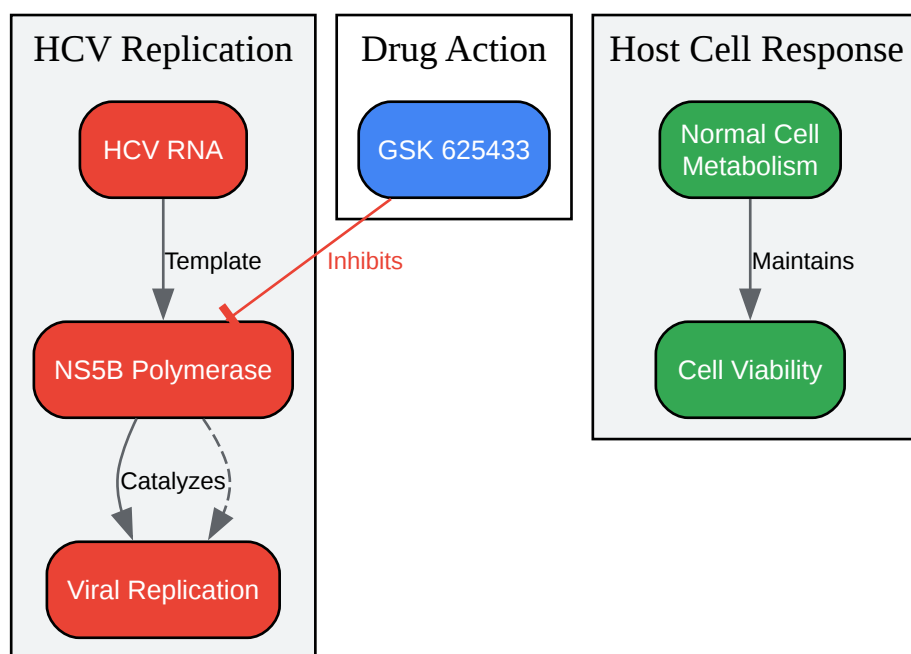 HCV Replication
HCV RNA
Template
NS5B Polymerase
Catalyzes
Viral Replication
Drug Action
GSK 625433
Inhibits
Host Cell Response
Normal Cell
Metabolism
Maintains
Cell Viability